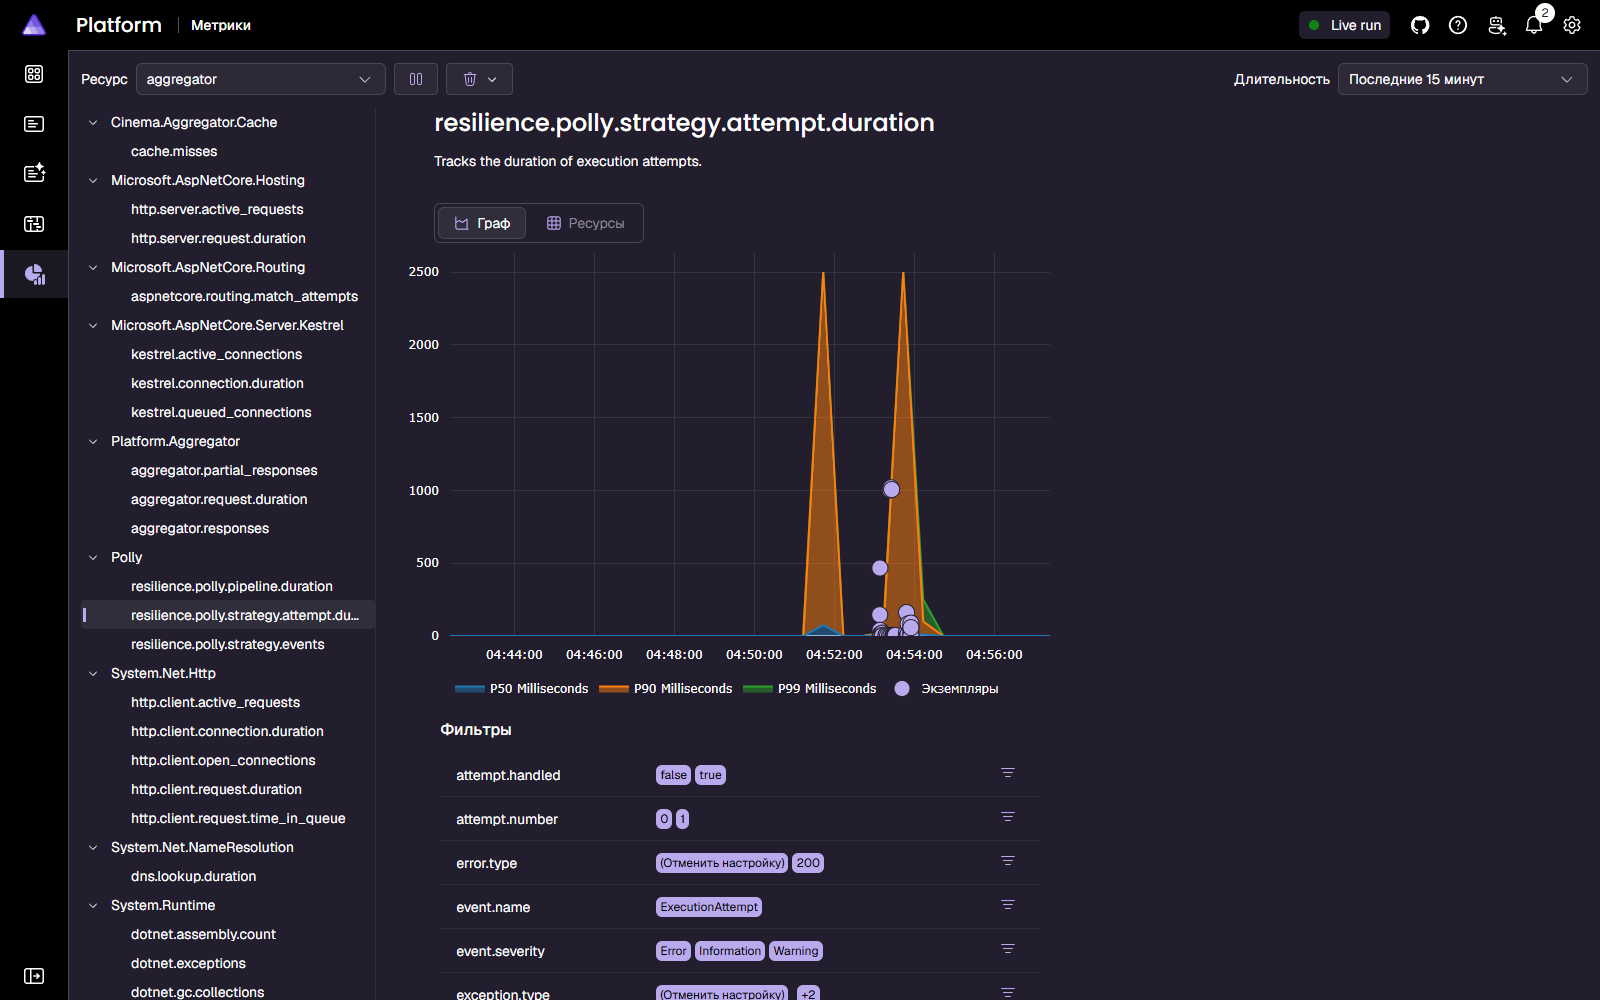 Platform
Метрики
Live run
2
Ресурс
aggregator
Длительность
Последние 15 минут
Cinema.Aggregator.Cache
cache.misses
Microsoft.AspNetCore.Hosting
http.server.active_requests
http.server.request.duration
Microsoft.AspNetCore.Routing
aspnetcore.routing.match_attempts
Microsoft.AspNetCore.Server.Kestrel
kestrel.active_connections
kestrel.connection.duration
kestrel.queued_connections
Platform.Aggregator
aggregator.partial_responses
aggregator.request.duration
aggregator.responses
Polly
resilience.polly.pipeline.duration
resilience.polly.strategy.attempt.du...
resilience.polly.strategy.events
System.Net.Http
http.client.active_requests
http.client.connection.duration
http.client.open_connections
http.client.request.duration
http.client.request.time_in_queue
System.Net.NameResolution
dns.lookup.duration
System.Runtime
dotnet.assembly.count
dotnet.exceptions
dotnet.gc.collections
resilience.polly.strategy.attempt.duration
Tracks the duration of execution attempts.
Граф
Ресурсы
2500
2000
1500
1000
500
0
04:44:00 04:46:00 04:48:00 04:50:00 04:52:00 04:54:00 04:56:00
P50 Milliseconds P90 Milliseconds P99 Milliseconds Экземпляры
Фильтры
attempt.handled false true
attempt.number 0 1
error.type (Отменить настройку) 200
event.name ExecutionAttempt
event.severity Error Information Warning
exception.type (Отменить настройку) +2